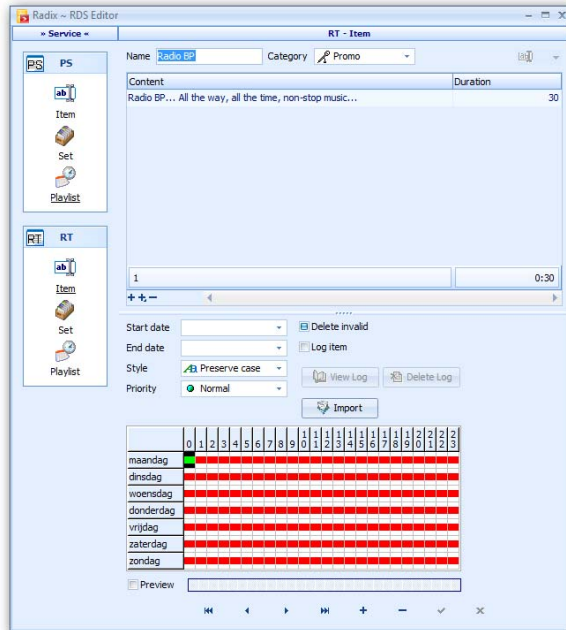 Radix ~ RDS Editor
» Service «
RT - Item
PS PS
Item
Set
Playlist
RT RT
Item
Set
Playlist
Name Radio BP Category Promo
Content Duration
Radio BP... All the way, all the time, non-stop music... 30
1 0:30
Start date
Delete invalid
End date
Log item
Style AB Preserve case
View Log Delete Log
Priority Normal
Import
0 1 2 3 4 5 6 7 8 9 10 11 12 13 14 15 16 17 18 19 20 21 22 23
maandag
dinsdag
woensdag
donderdag
vrijdag
zaterdag
zondag
Preview